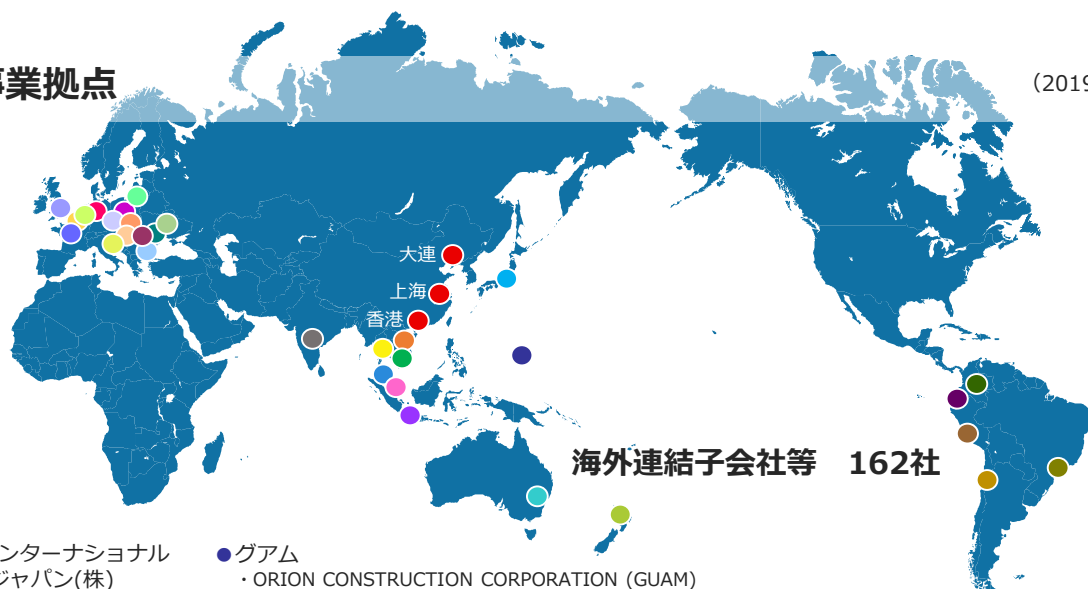 事業拠点
（2019
大連
上海
香港
海外連結子会社等　162社
ンターナショナル
ジャパン(株)
●グアム
・ORION CONSTRUCTION CORPORATION (GUAM)